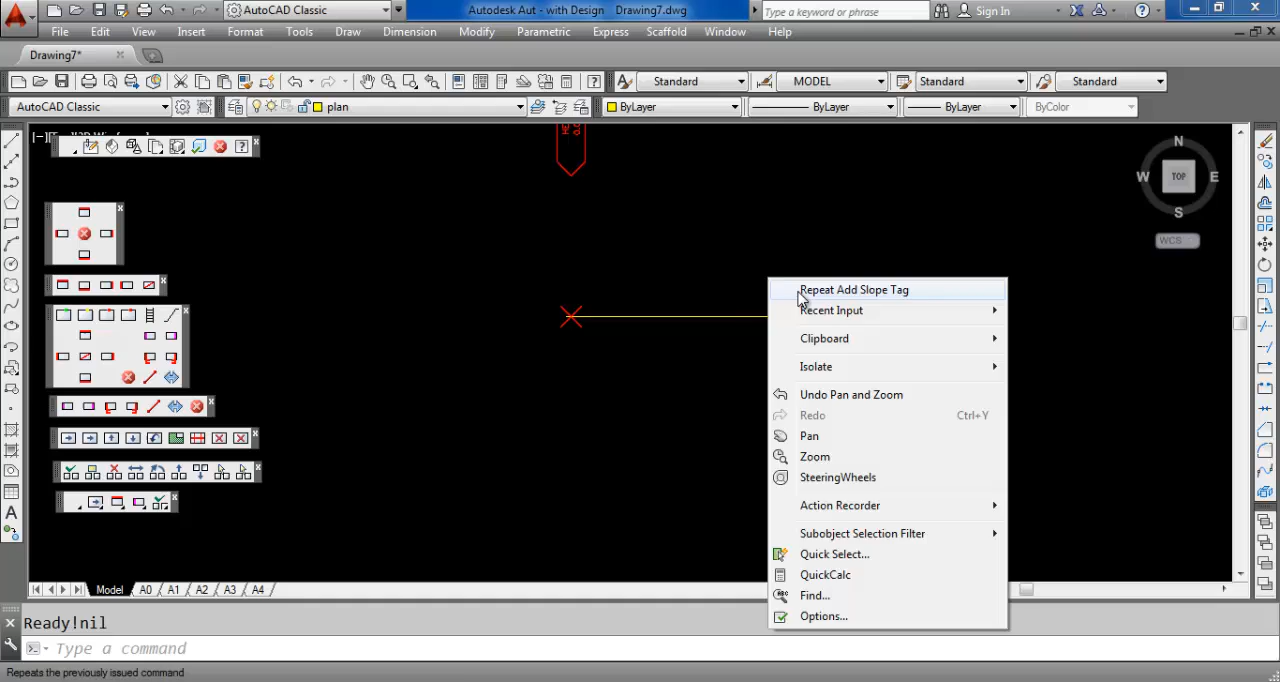 AutoCAD Classic
Autodesk Aut - with Design Drawing7.dwg
Type a keyword or phrase
Sign In
File Edit View Insert Format Tools Draw Dimension Modify Parametric Express Scaffold Window Help
Drawing7*
Standard MODEL Standard Standard
AutoCAD Classic plan ByLayer ByLayer ByLayer ByColor
N
W TOP E
S
WCS
Repeat Add Slope Tag
Recent Input
Clipboard
Isolate
Undo Pan and Zoom
Redo Ctrl+Y
Pan
Zoom
SteeringWheels
Action Recorder
Subobject Selection Filter
Quick Select...
QuickCalc
Find...
Options...
Model A0 A1 A2 A3 A4
Ready!nil
Type a command
Repeats the previously issued command